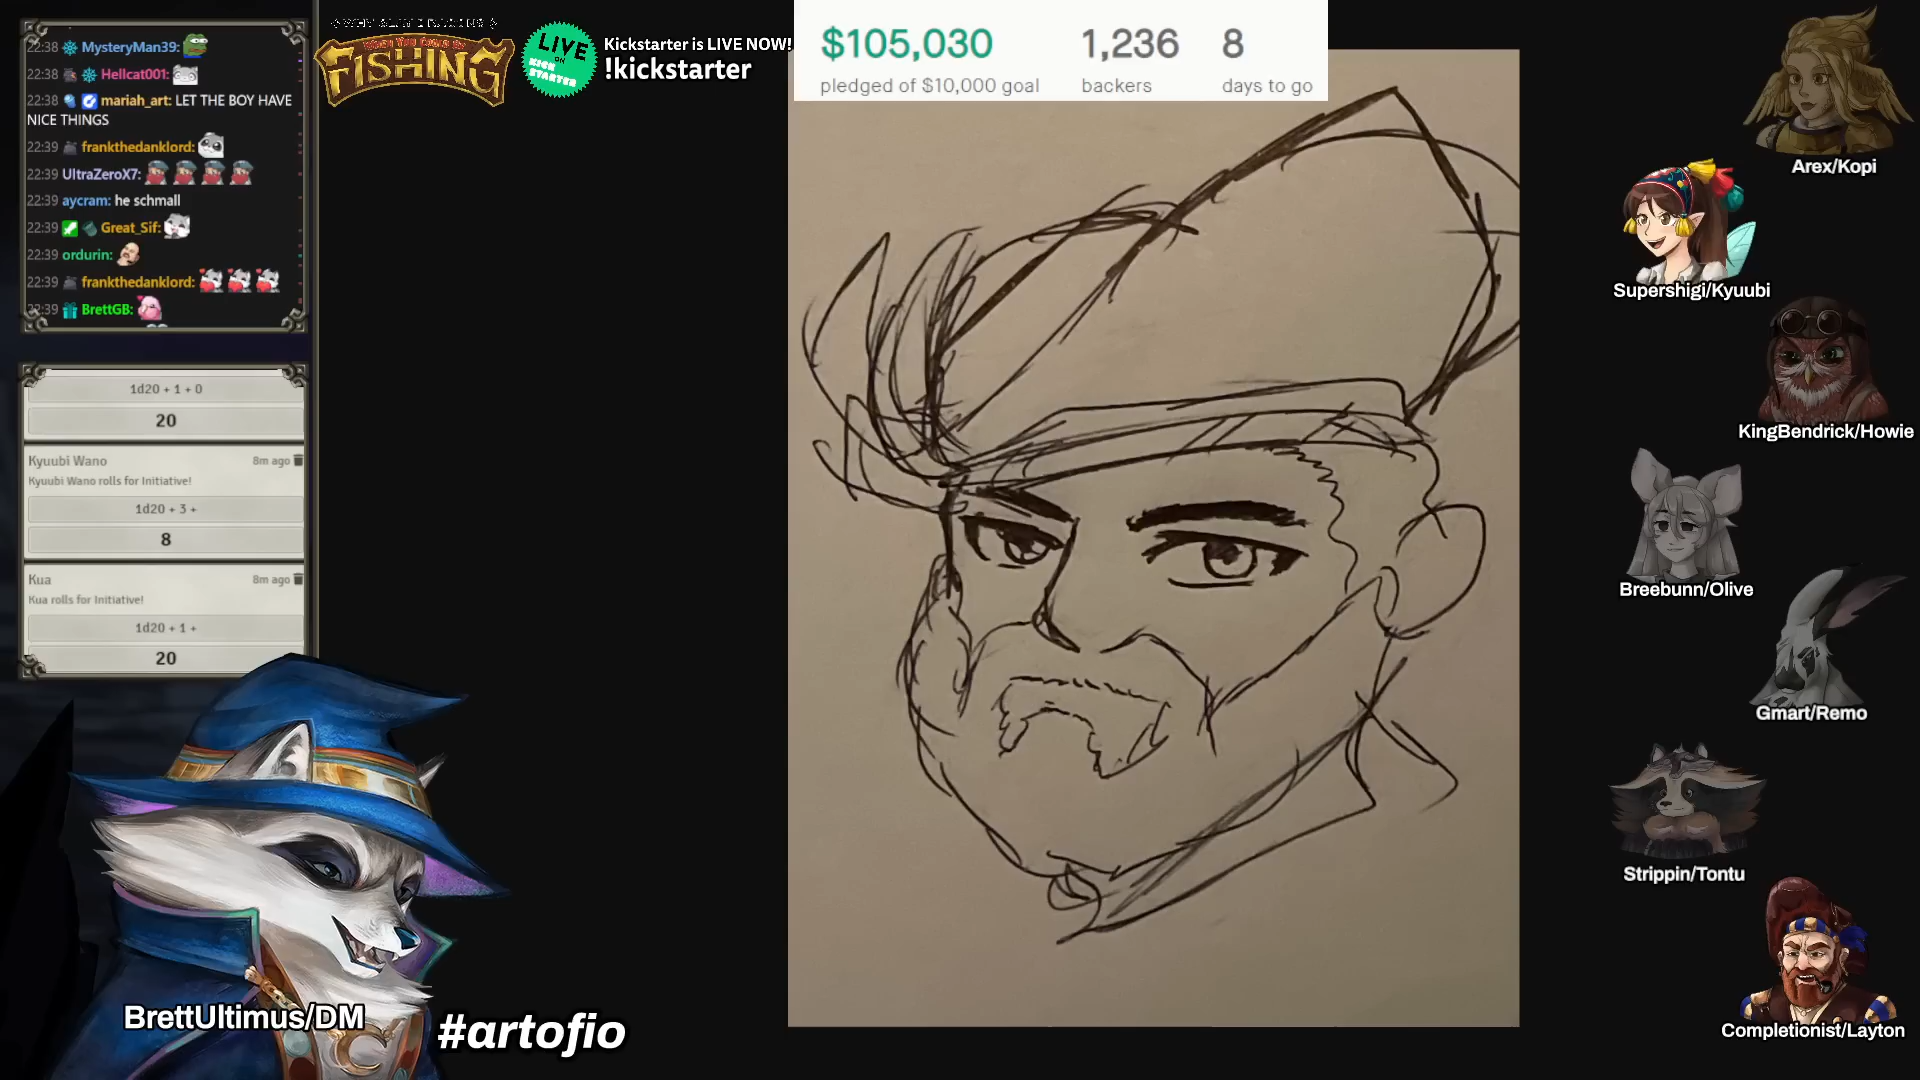 22:38 MysteryMan39:
22:38 Hellcat001:
22:38 mariah_art: LET THE BOY HAVE
NICE THINGS
22:39 frankthedanklord:
22:39 UltraZeroX7:
22:39 aycram: he schmall
22:39 Great_Sif:
22:39 ordurin:
22:39 frankthedanklord:
22:39 BrettGB:
1d20 + 1 + 0
20
Kyuubi Wano 8m ago
Kyuubi Wano rolls for Initiative!
1d20 + 3 +
8
Kua 8m ago
Kua rolls for Initiative!
1d20 + 1 +
20
FISHING
LIVE
ON
KICK
STARTER
Kickstarter is LIVE NOW!
!kickstarter
$105,030 1,236 8
pledged of $10,000 goal backers days to go
Arex/Kopi
Supershigi/Kyuubi
KingBendrick/Howie
Breebunn/Olive
Gmart/Remo
Strippin/Tontu
Completionist/Layton
BrettUltimus/DM
#artofio